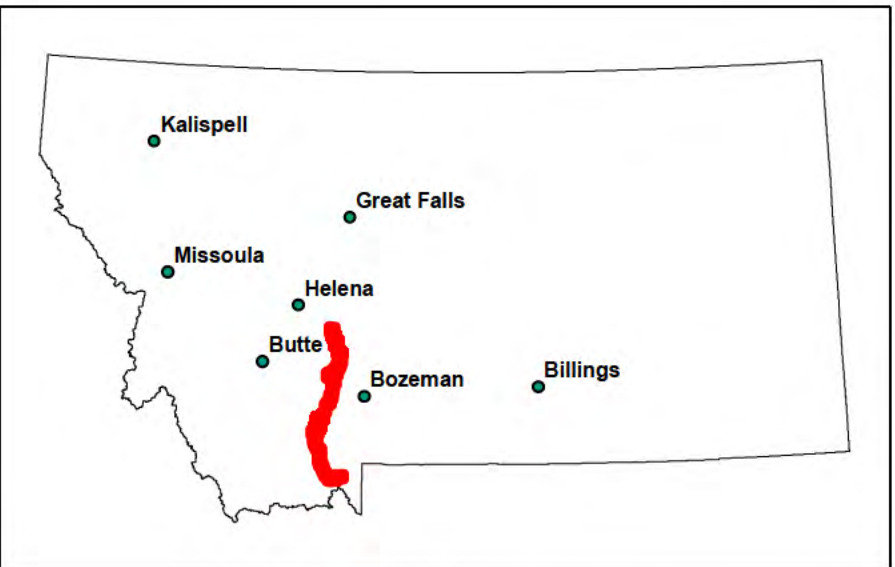 Kalispell
Great Falls
Missoula
Helena
Butte
Bozeman
Billings